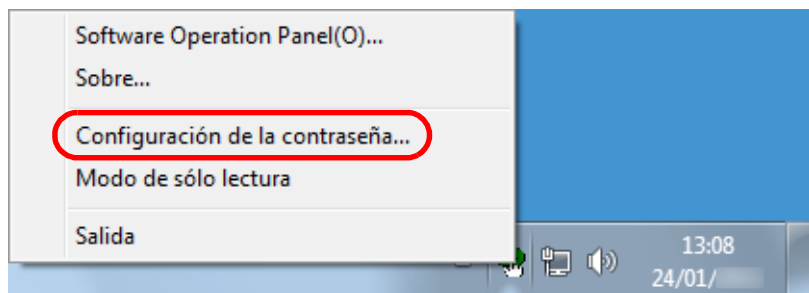 Software Operation Panel(O)...
Sobre...
Configuración de la contraseña...
Modo de sólo lectura
Salida
13:08
24/01/